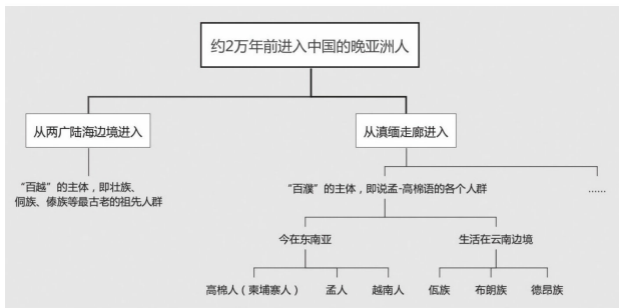 约2万年前进入中国的晚亚洲人
从两广陆海边境进入
从滇缅走廊进入
“百越”的主体，即壮族、
侗族、傣族等最古老的祖先人群
“百濮”的主体，即说孟-高棉语的各个人群
……
今在东南亚
生活在云南边境
高棉人（柬埔寨人）
孟人
越南人
佤族
布朗族
德昂族